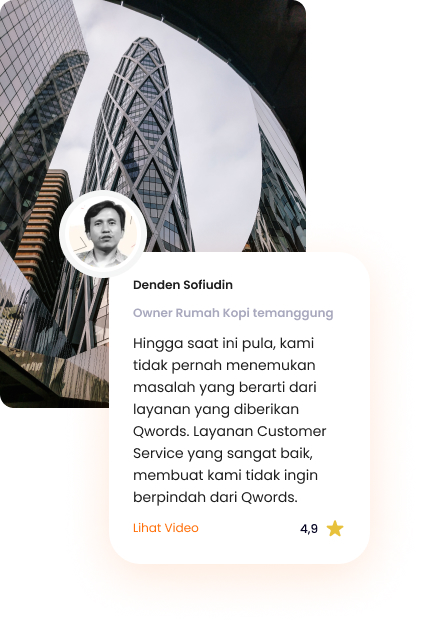 Denden Sofiudin
Owner Rumah Kopi temanggung
Hingga saat ini pula, kami
tidak pernah menemukan
masalah yang berarti dari
layanan yang diberikan
Qwords. Layanan Customer
Service yang sangat baik,
membuat kami tidak ingin
berpindah dari Qwords.
Lihat Video
4,9